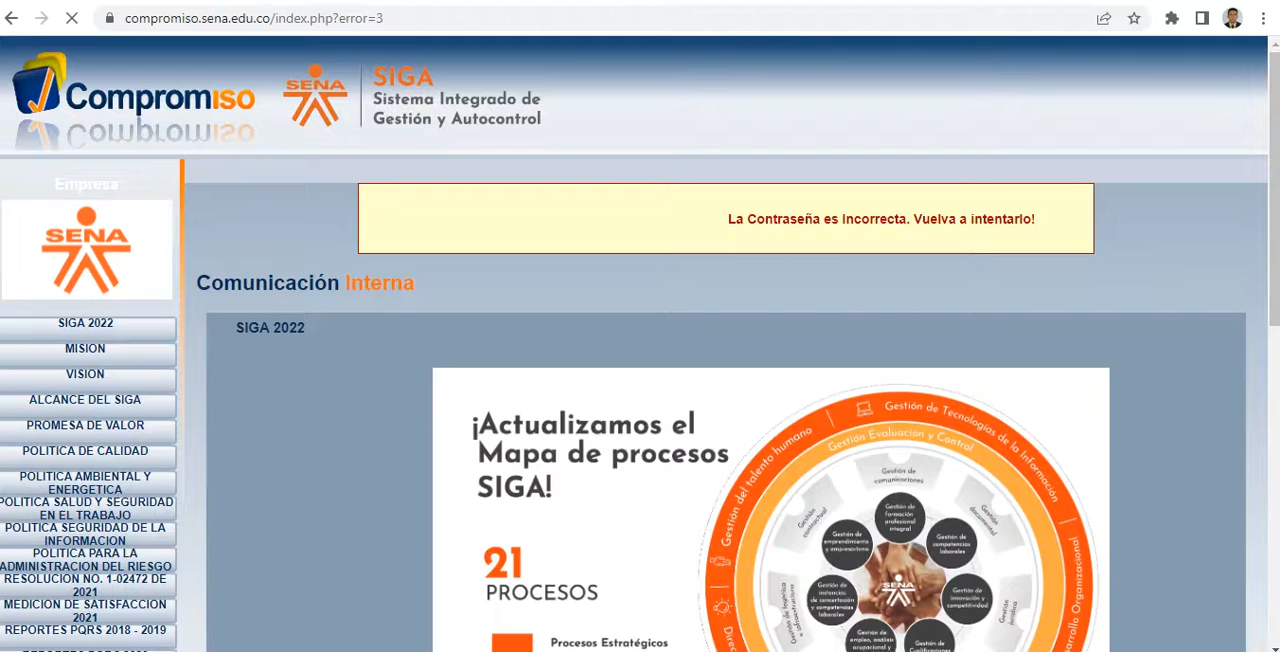 compromiso.sena.edu.co/index.php?error=3
CompromISO
SENA
SIGA
Sistema Integrado de
Gestión y Autocontrol
Empresa
SENA
SIGA 2022
MISION
VISION
ALCANCE DEL SIGA
PROMESA DE VALOR
POLITICA DE CALIDAD
POLITICA AMBIENTAL Y
ENERGETICA
POLITICA SALUD Y SEGURIDAD
EN EL TRABAJO
POLITICA SEGURIDAD DE LA
INFORMACION
POLITICA PARA LA
ADMINISTRACION DEL RIESGO
RESOLUCION NO. 1-02472 DE
2021
MEDICION DE SATISFACCION
2021
REPORTES PQRS 2018 - 2019
La Contraseña es Incorrecta. Vuelva a intentarlo!
Comunicación Interna
SIGA 2022
¡Actualizamos el
Mapa de procesos
SIGA!
21
PROCESOS
Procesos Estratégicos
Gestión del talento humano
Gestión de Tecnologías de la Información
Gestión Evaluación y Control
Gestión de
comunicaciones
Gestión
contractual
Gestión
documental
Gestión de
formación
profesional
integral
Gestión de
emprendimiento
y empresarismo
Gestión de
competencias
laborales
Gestión de
instancias
de concertación
y competencias
laborales
SENA
Gestión de
innovación y
competitividad
Gestión de logística
e infraestructura
Gestión
jurídica
Gestión de
empleo, análisis
ocupacional y
Gestión de
Cualificaciones